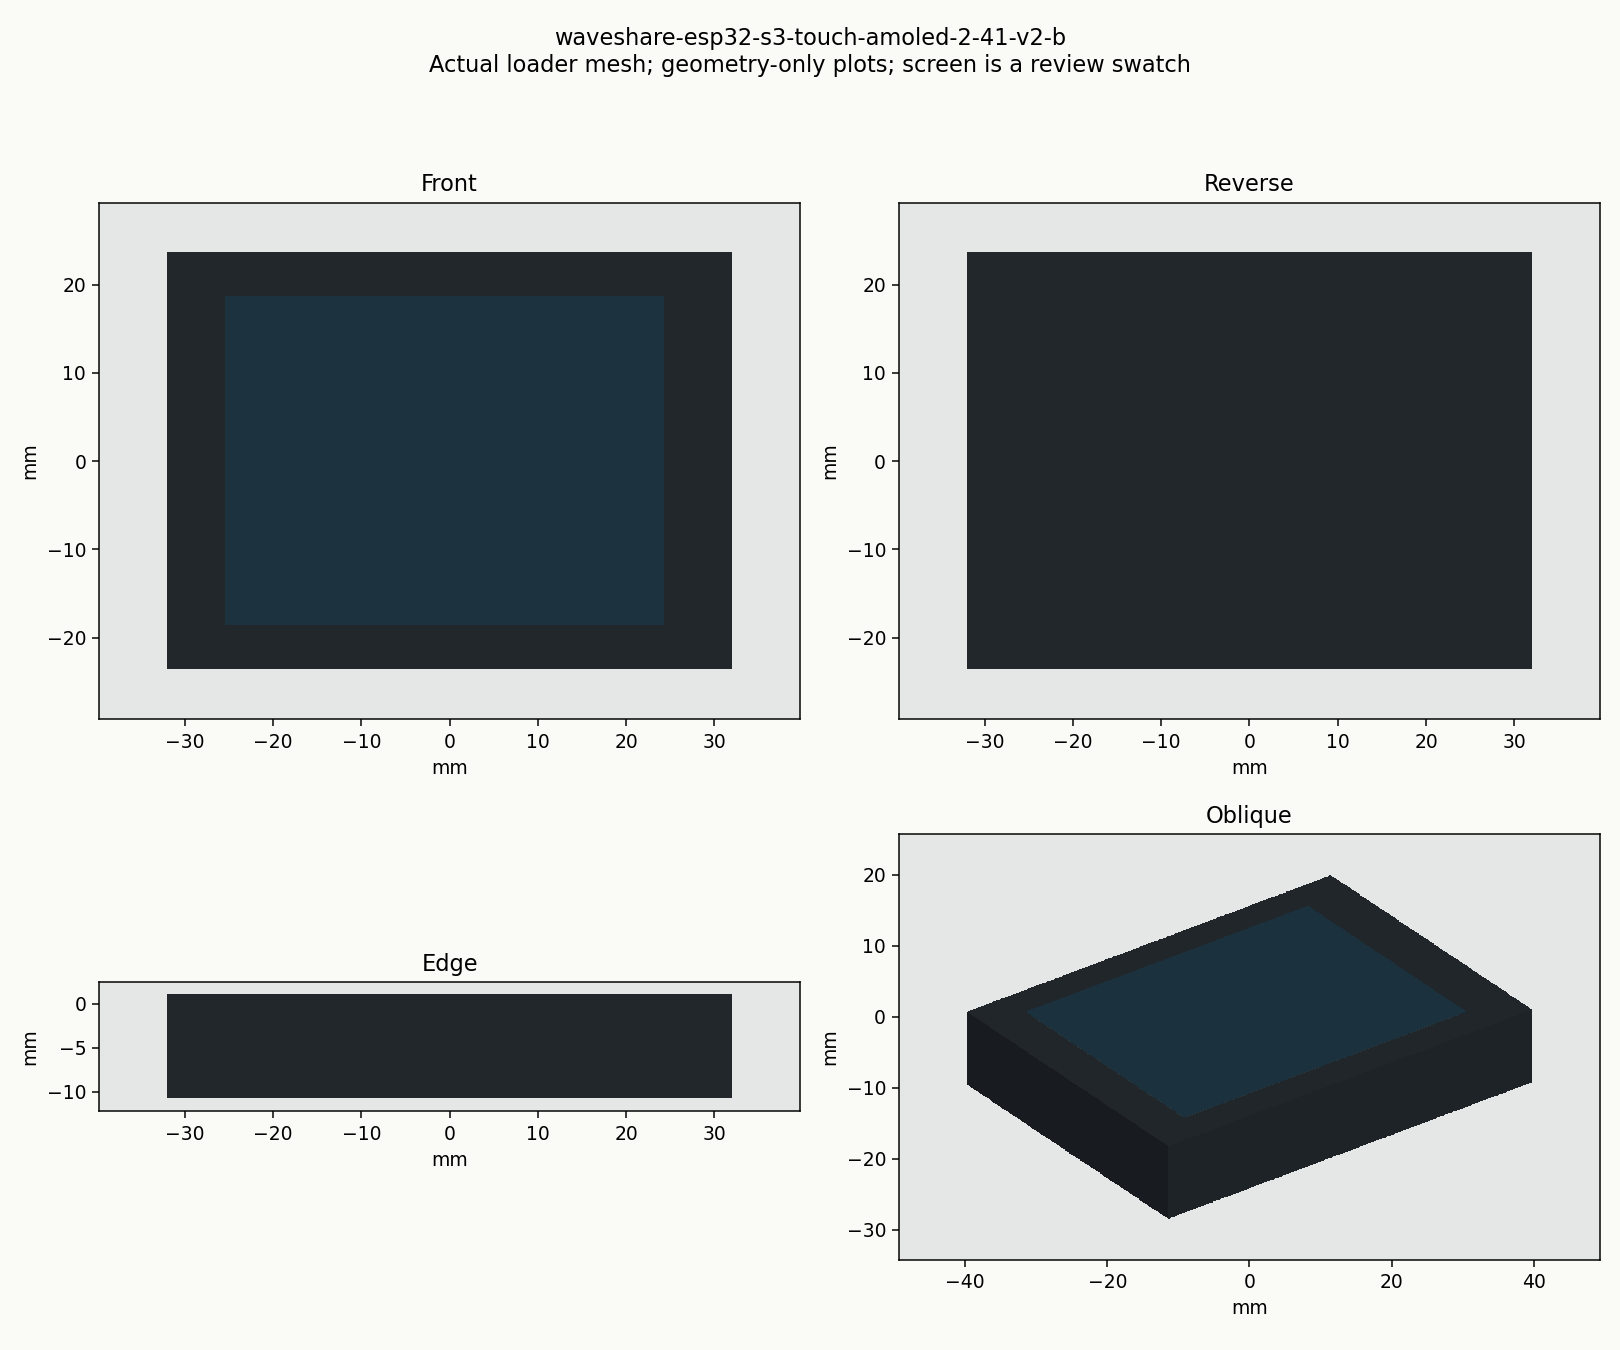 waveshare-esp32-s3-touch-amoled-2-41-v2-b
Actual loader mesh; geometry-only plots; screen is a review swatch
Front
20
10
0
−10
−20
mm
−30 −20 −10 0 10 20 30
mm
Reverse
20
10
0
−10
−20
mm
−30 −20 −10 0 10 20 30
mm
Edge
0
−5
−10
mm
−30 −20 −10 0 10 20 30
mm
Oblique
20
10
0
−10
−20
−30
mm
−40 −20 0 20 40
mm